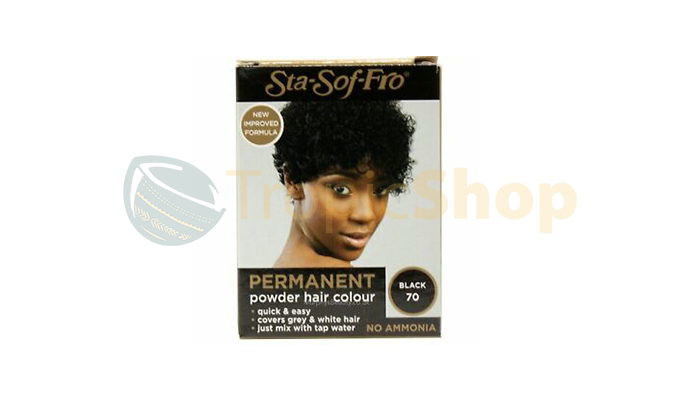 Sta-Sof-Fro®
NEW
IMPROVED
FORMULA
TropicShop
PERMANENT
powder hair colour
• quick & easy
• covers grey & white hair
• just mix with tap water
BLACK
70
NO AMMONIA